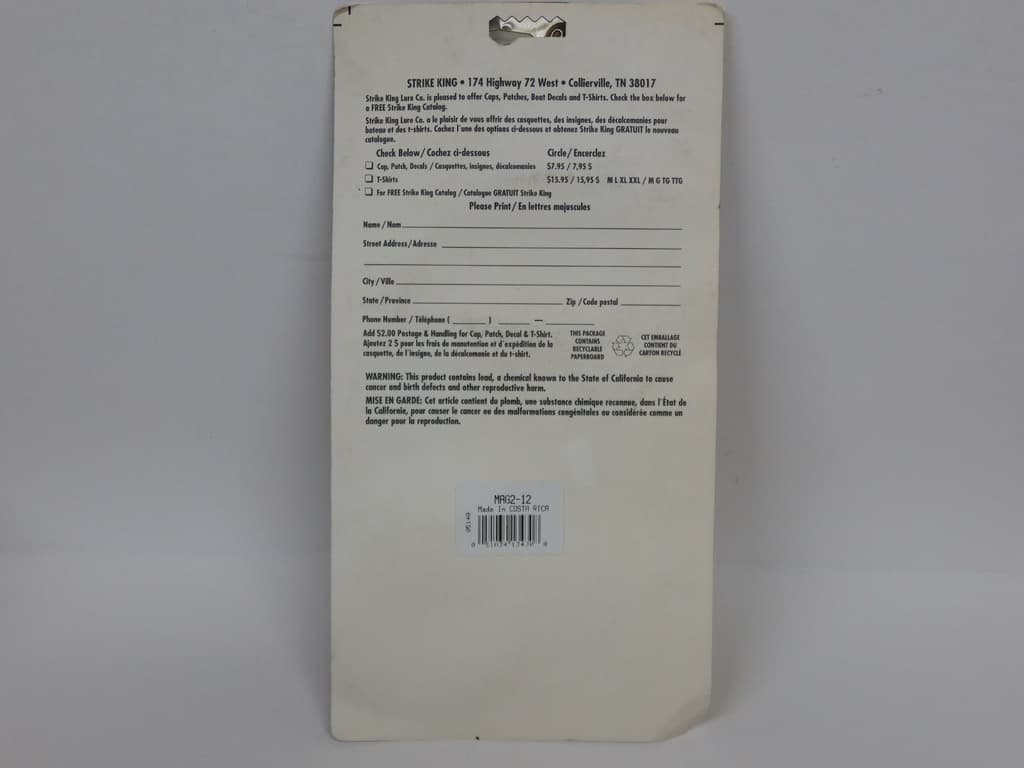 STRIKE KING • 174 Highway 72 West • Collierville, TN 38017
Strike King Lure Co. is pleased to offer Caps, Patches, Boat Decals and T-Shirts. Check the box below for
a FREE Strike King Catalog.
Strike King Lure Co. a le plaisir de vous offrir des casquettes, des insignes, des décalcomanies pour
bateau et des t-shirts. Cochez l'une des options ci-dessous et obtenez Strike King GRATUIT le nouveau
catalogue.
Check Below / Cochez ci-dessous Circle / Encerclez
Cap, Patch, Decals / Casquettes, insignes, décalcomanies $7.95 / 7,95 $
T-Shirts $15.95 / 15,95 $ M L XL XXL / M G TG TTG
For FREE Strike King Catalog / Catalogue GRATUIT Strike King
Please Print / En lettres majuscules
Name / Nom
Street Address / Adresse
City / Ville
State / Province Zip / Code postal
Phone Number / Téléphone ( ) —
Add $2.00 Postage & Handling for Cap, Patch, Decal & T-Shirt.
Ajoutez 2 $ pour les frais de manutention et d'expédition de la
casquette, de l'insigne, de la décalcomanie et du t-shirt.
THIS PACKAGE
CONTAINS
RECYCLABLE
PAPERBOARD
CET EMBALLAGE
CONTIENT DU
CARTON RECYCLÉ
WARNING: This product contains lead, a chemical known to the State of California to cause
cancer and birth defects and other reproductive harm.
MISE EN GARDE: Cet article contient du plomb, une substance chimique reconnue, dans l'État de
la Californie, pour causer le cancer ou des malformations congénitales ou considérée comme un
danger pour la reproduction.
MAG2-12
Made In COSTA RICA
05140